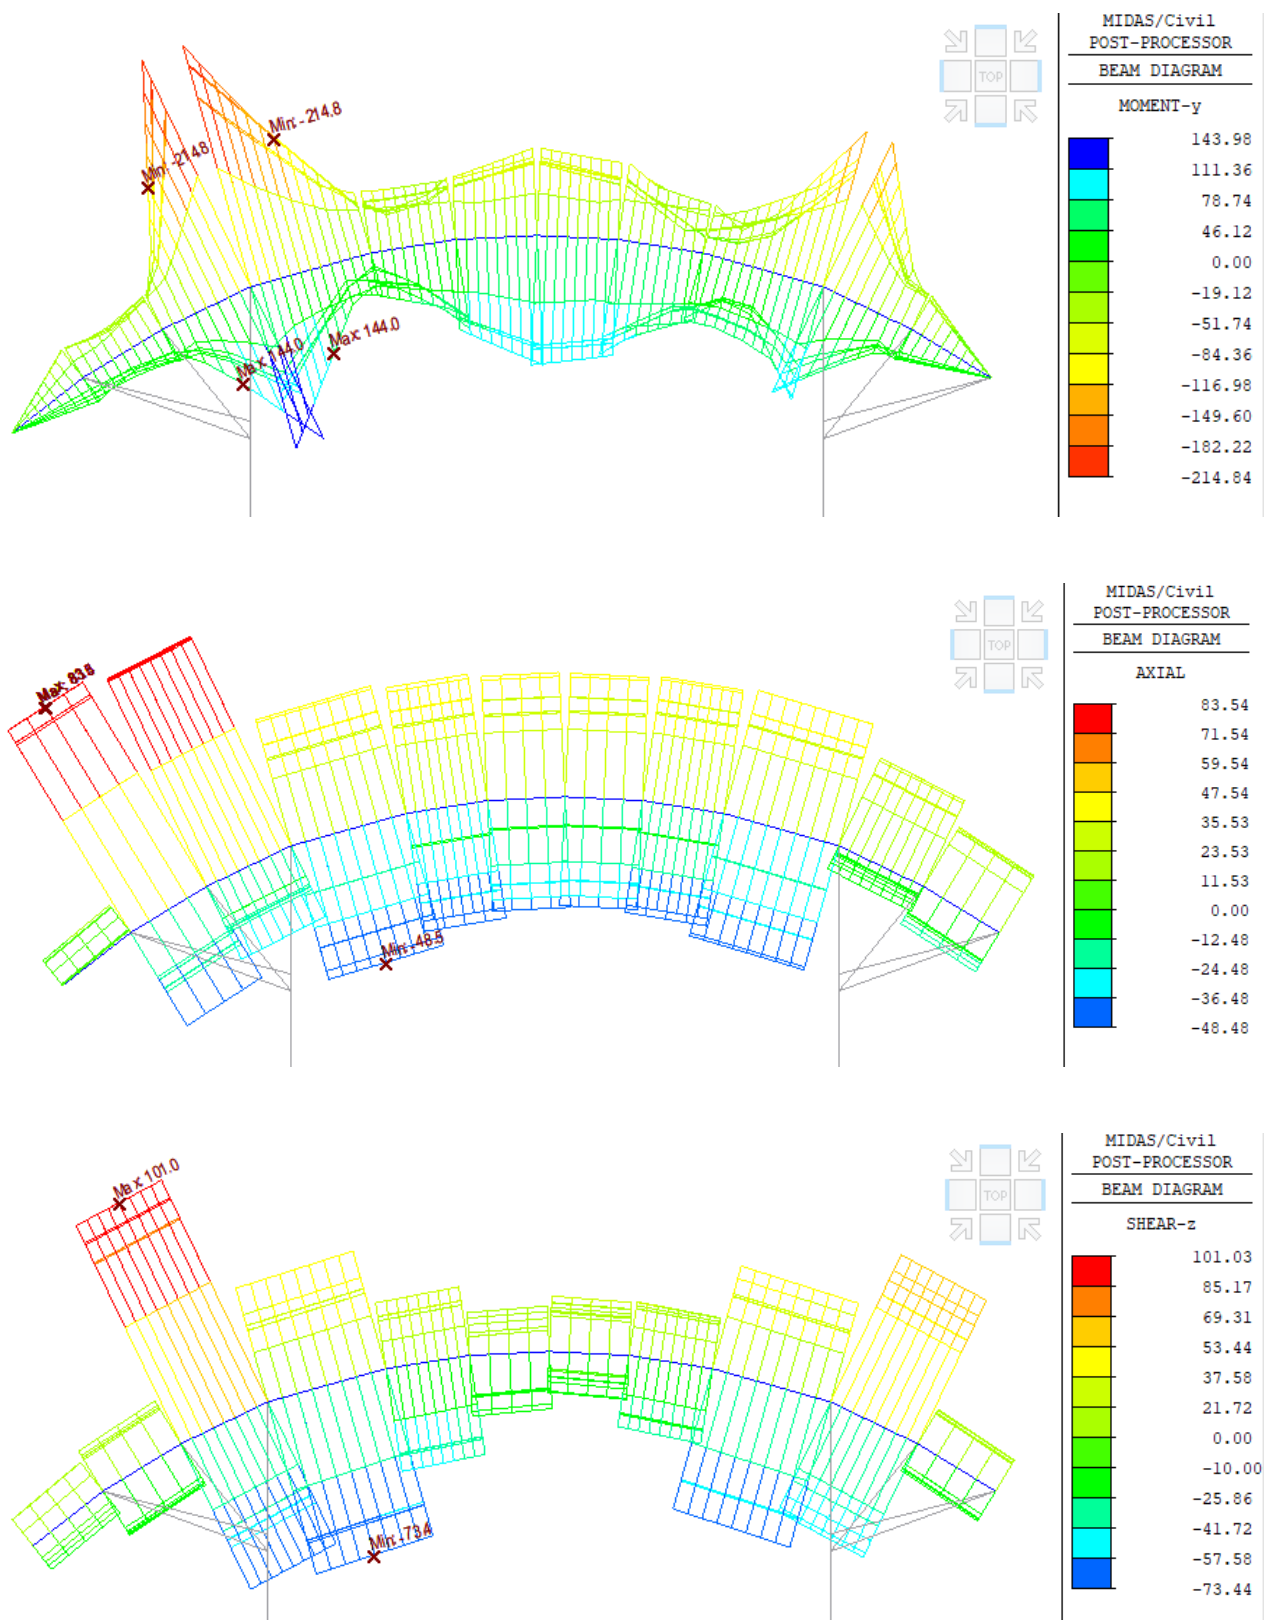 MIDAS/Civil
POST-PROCESSOR
BEAM DIAGRAM
MOMENT-y
143.98
111.36
78.74
46.12
0.00
-19.12
-51.74
-84.36
-116.98
-149.60
-182.22
-214.84
TOP
Min: -214.8
Min: -214.8
Max: 144.0
Max: 144.0
MIDAS/Civil
POST-PROCESSOR
BEAM DIAGRAM
AXIAL
83.54
71.54
59.54
47.54
35.53
23.53
11.53
0.00
-12.48
-24.48
-36.48
-48.48
TOP
Min: -48.5
MIDAS/Civil
POST-PROCESSOR
BEAM DIAGRAM
SHEAR-z
101.03
85.17
69.31
53.44
37.58
21.72
0.00
-10.00
-25.86
-41.72
-57.58
-73.44
TOP
Max: 101.0
Min: -73.4